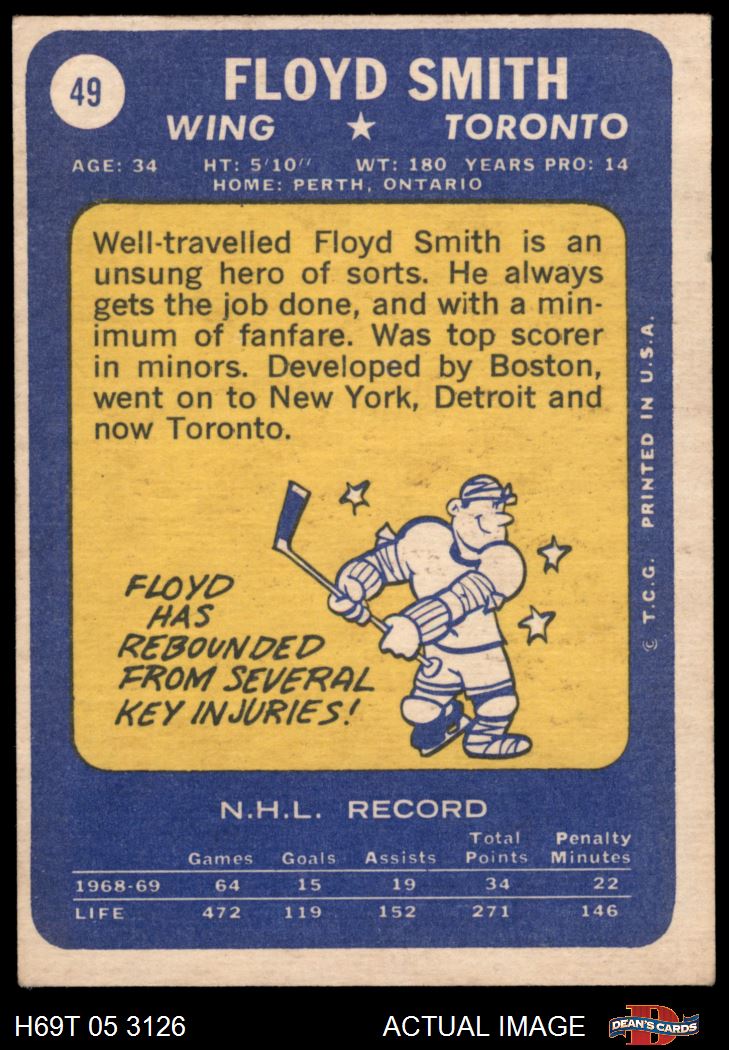 49
FLOYD SMITH
WING ★ TORONTO
AGE: 34 HT: 5'10'' WT: 180 YEARS PRO: 14
HOME: PERTH, ONTARIO
Well-travelled Floyd Smith is an
unsung hero of sorts. He always
gets the job done, and with a min-
imum of fanfare. Was top scorer
in minors. Developed by Boston,
went on to New York, Detroit and
now Toronto.
FLOYD
HAS
REBOUNDED
FROM SEVERAL
KEY INJURIES!
© T.C.G. PRINTED IN U.S.A.
N.H.L. RECORD
Games Goals Assists Total Points Penalty Minutes
1968-69 64 15 19 34 22
LIFE 472 119 152 271 146
H69T 05 3126 ACTUAL IMAGE
D
DEAN'S CARDS